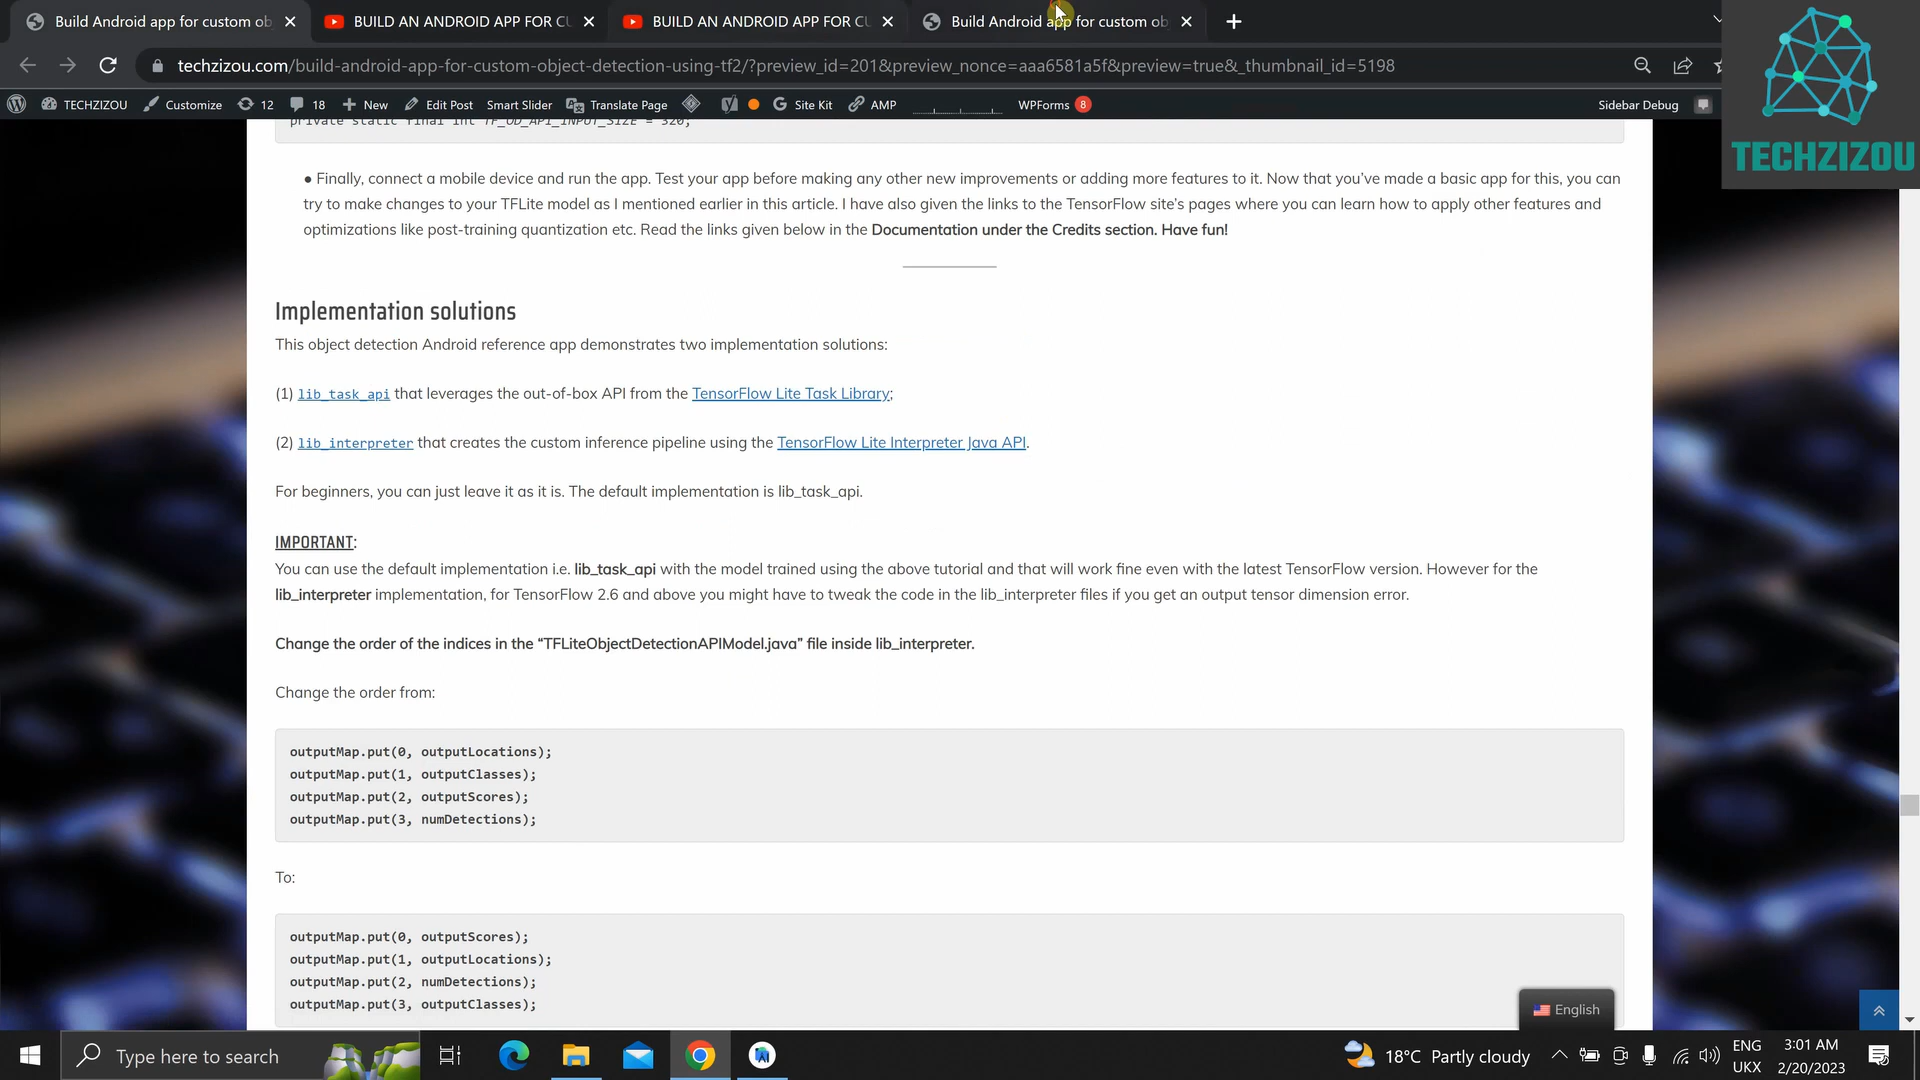 Build Android app for custom ob
BUILD AN ANDROID APP FOR CU
BUILD AN ANDROID APP FOR CU
Build Android app for custom ob
techzizou.com/build-android-app-for-custom-object-detection-using-tf2/?preview_id=201&preview_nonce=aaa6581a5f&preview=true&_thumbnail_id=5198
TECHZIZOU
Customize
12
18
New
Edit Post
Smart Slider
Translate Page
Site Kit
AMP
WPForms 8
Sidebar Debug
TECHZIZOU
private static final int TF_OD_API_INPUT_SIZE = 320;
● Finally, connect a mobile device and run the app. Test your app before making any other new improvements or adding more features to it. Now that you've made a basic app for this, you can
try to make changes to your TFLite model as I mentioned earlier in this article. I have also given the links to the TensorFlow site's pages where you can learn how to apply other features and
optimizations like post-training quantization etc. Read the links given below in the Documentation under the Credits section. Have fun!
Implementation solutions
This object detection Android reference app demonstrates two implementation solutions:
(1) lib_task_api that leverages the out-of-box API from the TensorFlow Lite Task Library;
(2) lib_interpreter that creates the custom inference pipeline using the TensorFlow Lite Interpreter Java API.
For beginners, you can just leave it as it is. The default implementation is lib_task_api.
IMPORTANT:
You can use the default implementation i.e. lib_task_api with the model trained using the above tutorial and that will work fine even with the latest TensorFlow version. However for the
lib_interpreter implementation, for TensorFlow 2.6 and above you might have to tweak the code in the lib_interpreter files if you get an output tensor dimension error.
Change the order of the indices in the “TFLiteObjectDetectionAPIModel.java” file inside lib_interpreter.
Change the order from:
outputMap.put(0, outputLocations);
outputMap.put(1, outputClasses);
outputMap.put(2, outputScores);
outputMap.put(3, numDetections);
To:
outputMap.put(0, outputScores);
outputMap.put(1, outputLocations);
outputMap.put(2, numDetections);
outputMap.put(3, outputClasses);
English
Type here to search
18°C Partly cloudy
ENG
UKX
3:01 AM
2/20/2023